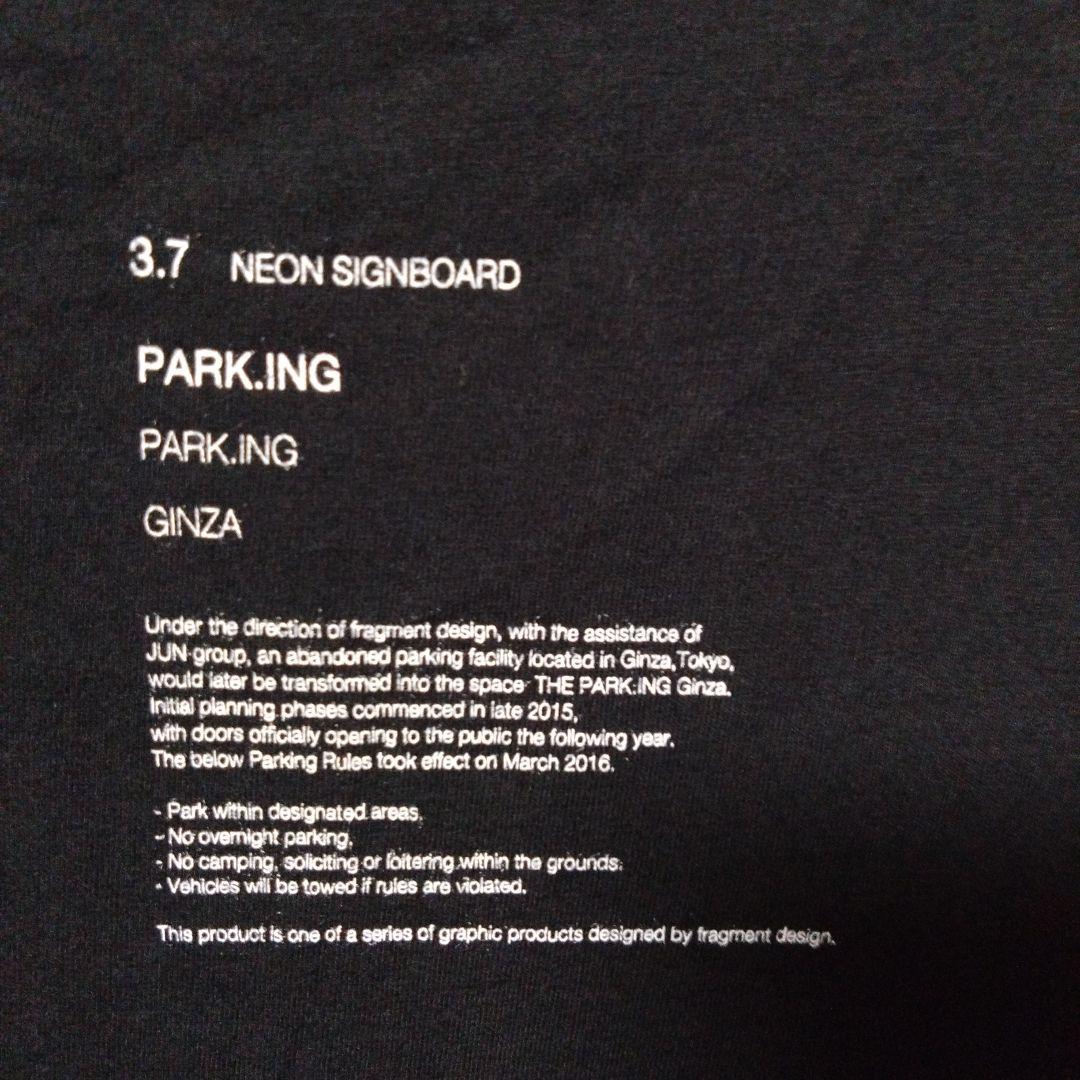 3.7 NEON SIGNBOARD
PARK.ING
PARK.ING
GINZA
Under the direction of fragment design, with the assistance of
JUN group, an abandoned parking facility located in Ginza,Tokyo,
would later be transformed into the space THE PARK.ING Ginza.
Initial planning phases commenced in late 2015,
with doors officially opening to the public the following year.
The below Parking Rules took effect on March 2016.
- Park within designated areas.
- No overnight parking.
- No camping, soliciting or loitering within the grounds.
- Vehicles will be towed if rules are violated.
This product is one of a series of graphic products designed by fragment design.